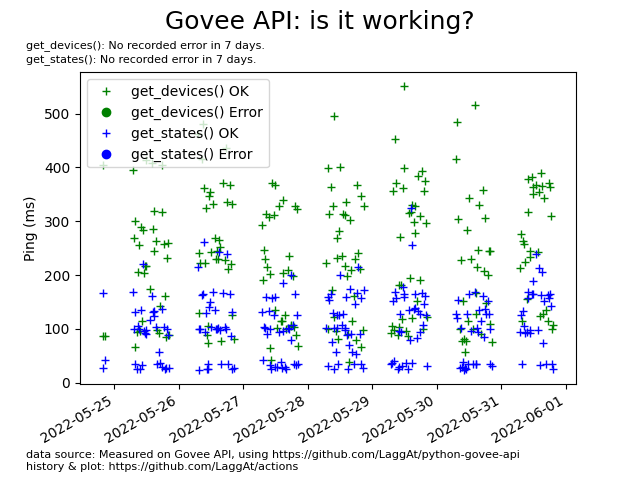 Govee API: is it working?
get_devices(): No recorded error in 7 days.
get_states(): No recorded error in 7 days.
get_devices() OK
get_devices() Error
get_states() OK
get_states() Error
Ping (ms)
500
400
300
200
100
0
2022-05-25
2022-05-26
2022-05-27
2022-05-28
2022-05-29
2022-05-30
2022-05-31
2022-06-01
data source: Measured on Govee API, using https://github.com/LaggAt/python-govee-api
history & plot: https://github.com/LaggAt/actions